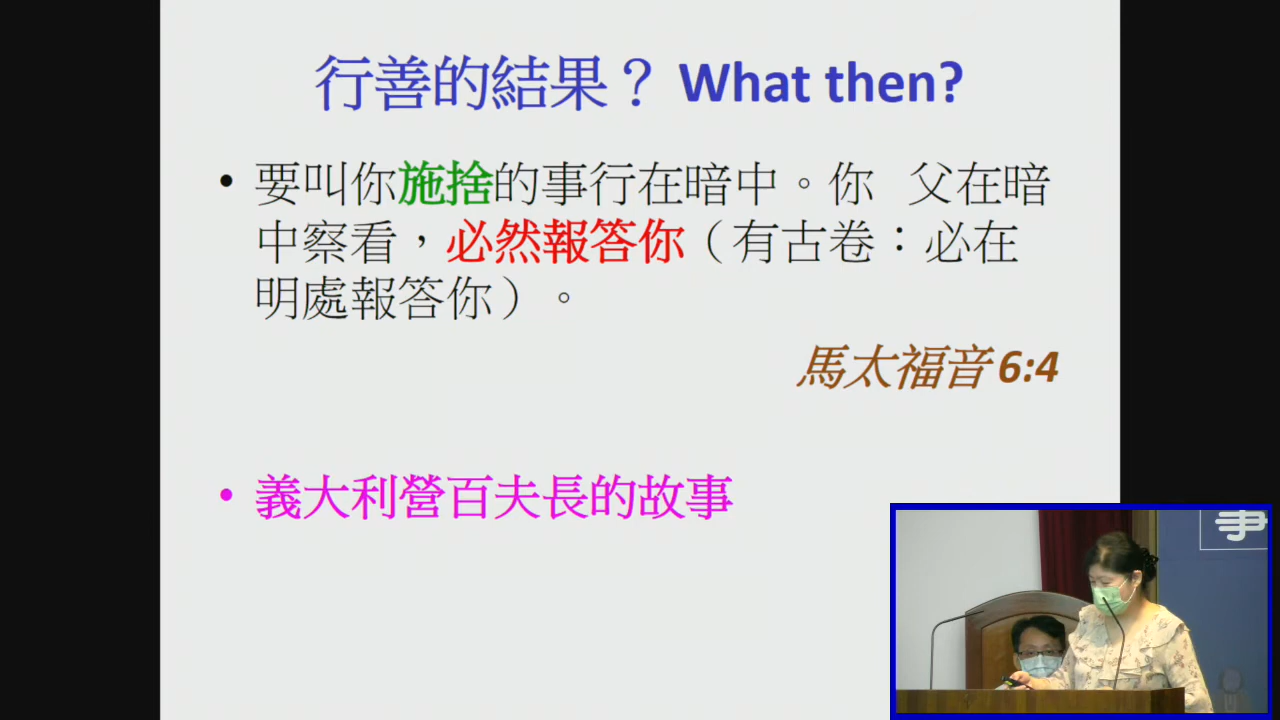 行善的結果？ What then?
• 要叫你施捨的事行在暗中。你 父在暗
中察看，必然報答你（有古卷：必在
明處報答你）。
馬太福音 6:4
• 義大利營百夫長的故事